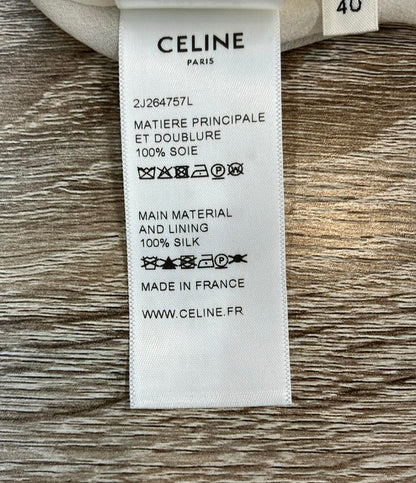 40
CELINE
PARIS
2J264757L
MATIERE PRINCIPALE
ET DOUBLURE
100% SOIE
MAIN MATERIAL
AND LINING
100% SILK
MADE IN FRANCE
WWW.CELINE.FR